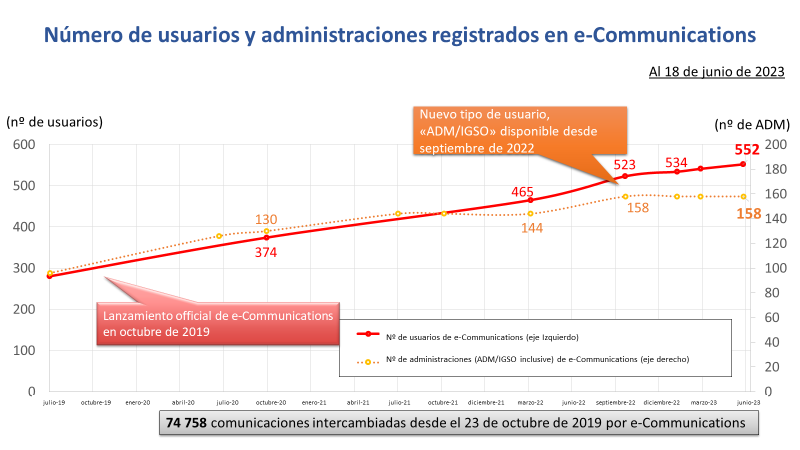 Número de usuarios y administraciones registrados en e-Communications
Al 18 de junio de 2023
(nº de usuarios)
(nº de ADM)
Nuevo tipo de usuario,
«ADM/IGSO» disponible desde
septiembre de 2022
600
500
400
300
200
100
0
200
180
160
140
120
100
80
60
40
20
0
130
374
465
144
523
158
534
552
158
Lanzamiento official de e-Communications
en octubre de 2019
Nº de usuarios de e-Communications (eje Izquierdo)
Nº de administraciones (ADM/IGSO inclusive) de e-Communications (eje derecho)
julio-19 octubre-19 enero-20 abril-20 julio-20 octubre-20 enero-21 abril-21 julio-21 octubre-21 diciembre-21 marzo-22 junio-22 septiembre-22 diciembre-22 marzo-23 junio-23
74 758 comunicaciones intercambiadas desde el 23 de octubre de 2019 por e-Communications